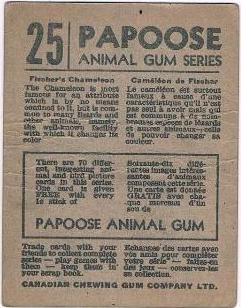 25
PAPOOSE
ANIMAL GUM SERIES
Fischer's Chameleon
The Chameleon is most
famous for an attribute
which is by no means
confined to it, but is com-
mon to many lizards and
other animals, namely,
the well-known facility
with which it changes its
color
Caméléon de Fischer
Le caméléon est surtout
fameux à cause d'une
caractéristique qu'il n'est
pas seul à avoir mais qui
est commune à de nom-
breuses espèces de lézards
et autres animaux,—celle
de pouvoir changer sa
couleur.
There are 70 differ-
ent, interesting ani-
mal and bird picture
cards in this series.
One card is given
FREE with every 1c
stick of
Soixante-dix diffé-
rentes images intéres-
santes d'animaux
composent cette série.
Une carte est donnée
GRATIS avec cha-
que morceau d'un
sou de
PAPOOSE ANIMAL GUM
Trade cards with your
friends to collect complete
series — play games with
them — keep them in
your scrap book.
Echangez des cartes avec
vos amis pour compléter
votre série — faites-en
des jeux — conservez-les
en collection.
CANADIAN CHEWING GUM COMPANY LTD.